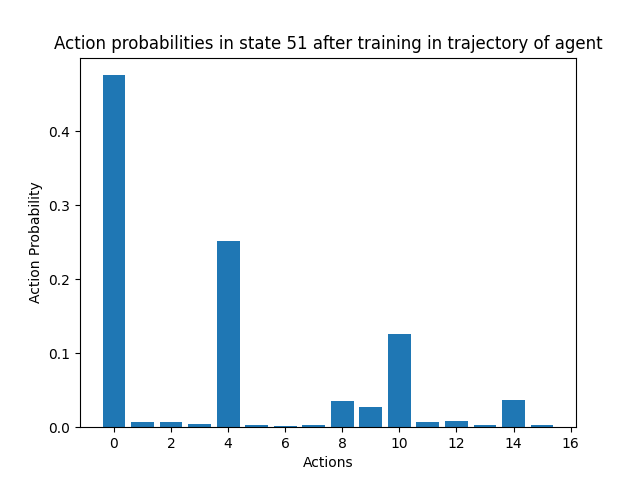 Action probabilities in state 51 after training in trajectory of agent
Action Probability
0.4
0.3
0.2
0.1
0.0
0 2 4 6 8 10 12 14 16
Actions